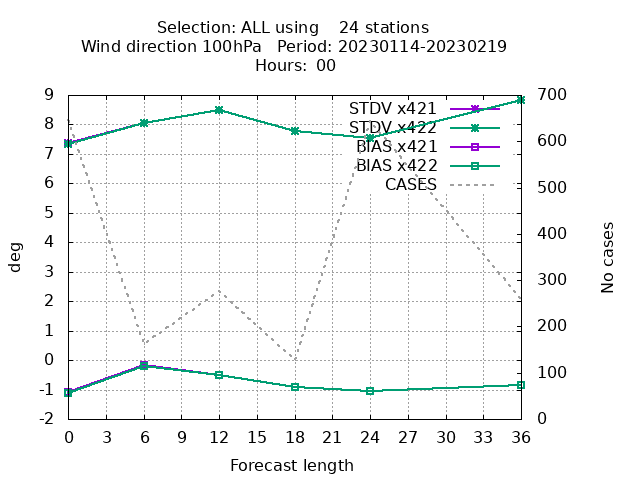 Selection: ALL using    24 stations
Wind direction 100hPa   Period: 20230114-20230219
Hours: 00
9 700
8 600
7 500
6 400
5 300
4 200
3 100
2 0
1
0
-1
-2
deg
No cases
STDV x421
STDV x422
BIAS x421
BIAS x422
CASES
0 3 6 9 12 15 18 21 24 27 30 33 36
Forecast length